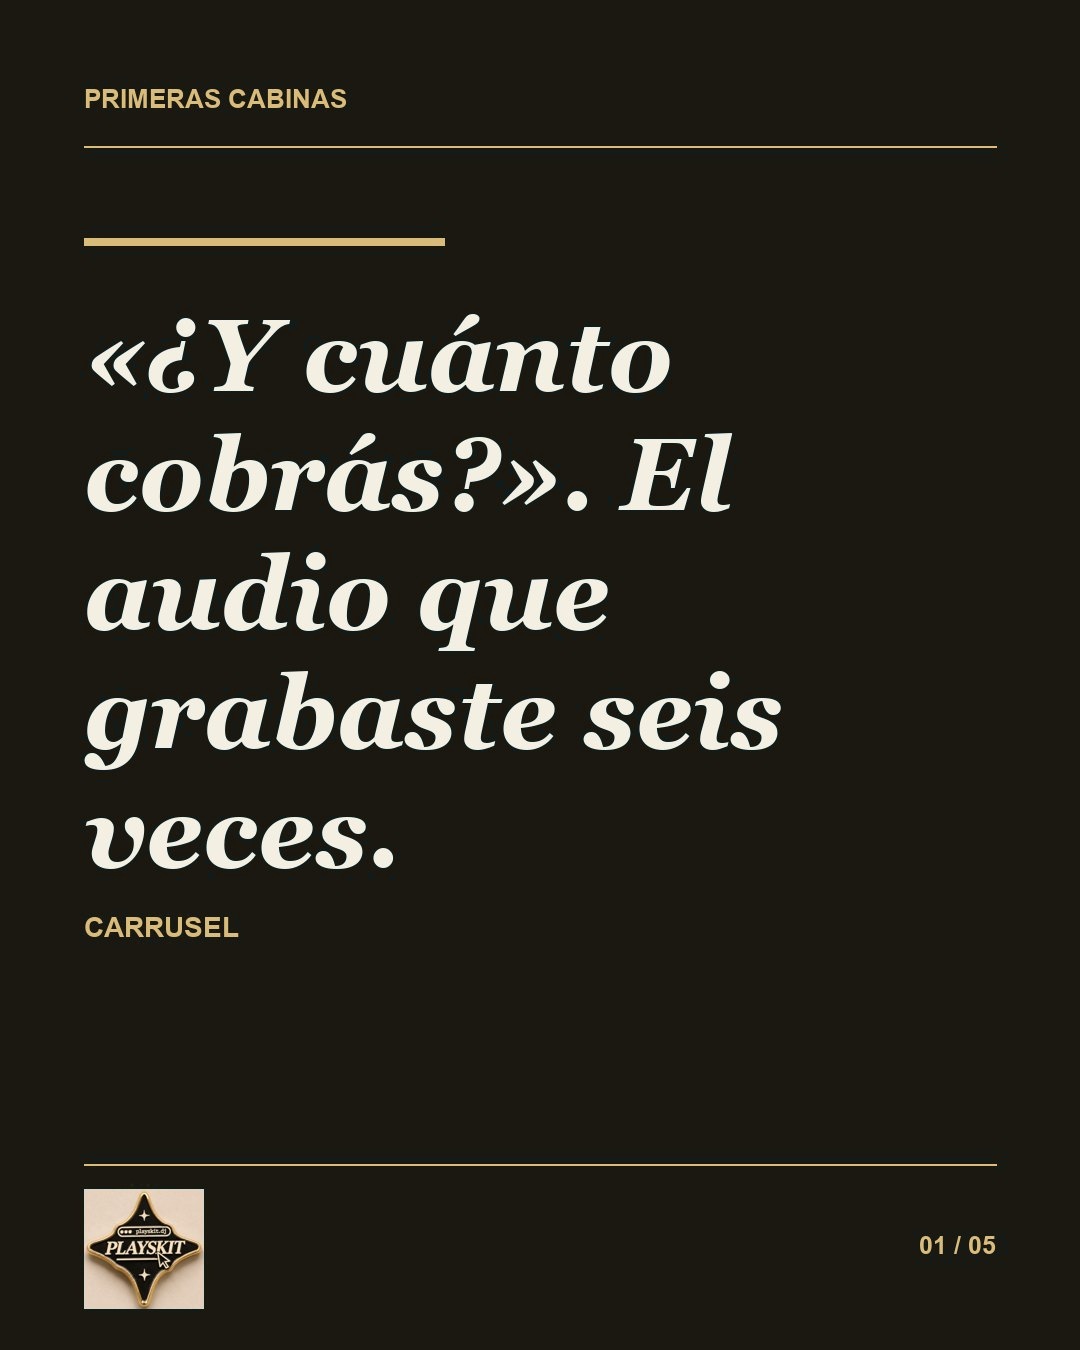 PRIMERAS CABINAS
«¿Y cuánto
cobrás?». El
audio que
grabaste seis
veces.
CARRUSEL
playskit.dj
PLAYSKIT
01 / 05